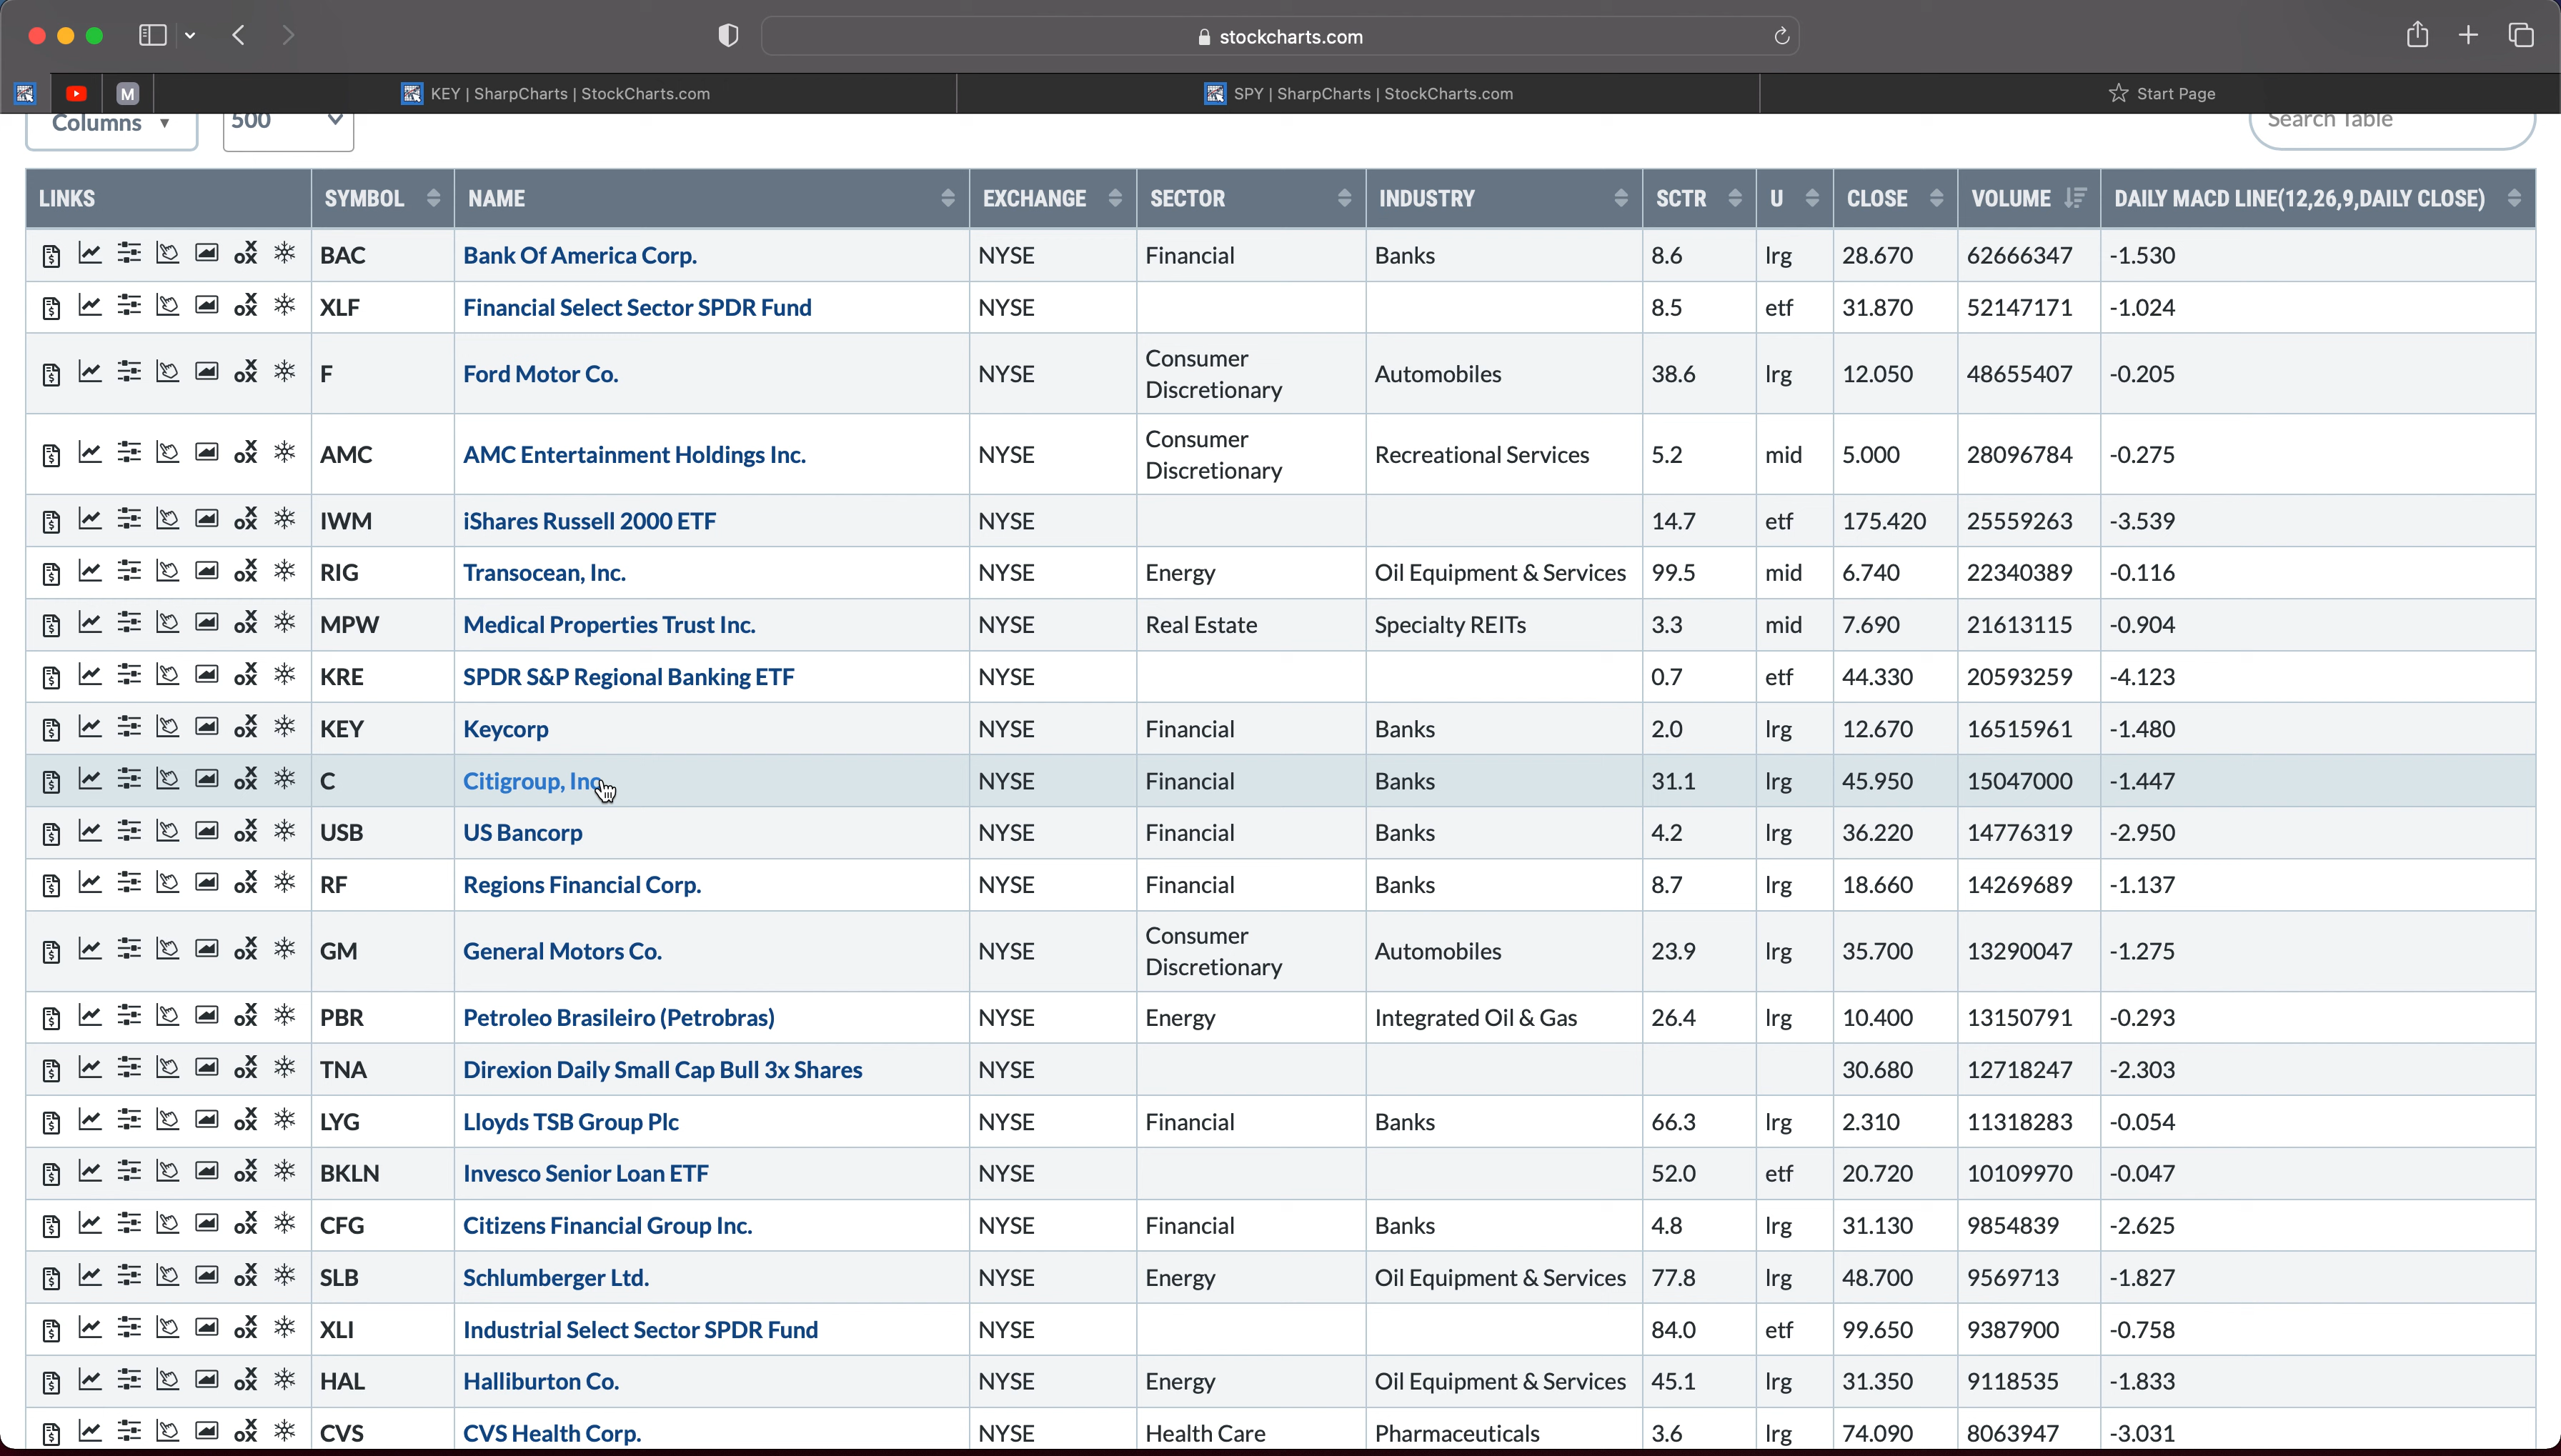 stockcharts.com
M
KEY | SharpCharts | StockCharts.com
SPY | SharpCharts | StockCharts.com
Start Page
Columns
500
Search Table
LINKS SYMBOL NAME EXCHANGE SECTOR INDUSTRY SCTR U CLOSE VOLUME DAILY MACD LINE(12,26,9,DAILY CLOSE)
BAC Bank Of America Corp. NYSE Financial Banks 8.6 lrg 28.670 62666347 -1.530
XLF Financial Select Sector SPDR Fund NYSE 8.5 etf 31.870 52147171 -1.024
F Ford Motor Co. NYSE Consumer Discretionary Automobiles 38.6 lrg 12.050 48655407 -0.205
AMC AMC Entertainment Holdings Inc. NYSE Consumer Discretionary Recreational Services 5.2 mid 5.000 28096784 -0.275
IWM iShares Russell 2000 ETF NYSE 14.7 etf 175.420 25559263 -3.539
RIG Transocean, Inc. NYSE Energy Oil Equipment & Services 99.5 mid 6.740 22340389 -0.116
MPW Medical Properties Trust Inc. NYSE Real Estate Specialty REITs 3.3 mid 7.690 21613115 -0.904
KRE SPDR S&P Regional Banking ETF NYSE 0.7 etf 44.330 20593259 -4.123
KEY Keycorp NYSE Financial Banks 2.0 lrg 12.670 16515961 -1.480
C Citigroup, Inc NYSE Financial Banks 31.1 lrg 45.950 15047000 -1.447
USB US Bancorp NYSE Financial Banks 4.2 lrg 36.220 14776319 -2.950
RF Regions Financial Corp. NYSE Financial Banks 8.7 lrg 18.660 14269689 -1.137
GM General Motors Co. NYSE Consumer Discretionary Automobiles 23.9 lrg 35.700 13290047 -1.275
PBR Petroleo Brasileiro (Petrobras) NYSE Energy Integrated Oil & Gas 26.4 lrg 10.400 13150791 -0.293
TNA Direxion Daily Small Cap Bull 3x Shares NYSE 30.680 12718247 -2.303
LYG Lloyds TSB Group Plc NYSE Financial Banks 66.3 lrg 2.310 11318283 -0.054
BKLN Invesco Senior Loan ETF NYSE 52.0 etf 20.720 10109970 -0.047
CFG Citizens Financial Group Inc. NYSE Financial Banks 4.8 lrg 31.130 9854839 -2.625
SLB Schlumberger Ltd. NYSE Energy Oil Equipment & Services 77.8 lrg 48.700 9569713 -1.827
XLI Industrial Select Sector SPDR Fund NYSE 84.0 etf 99.650 9387900 -0.758
HAL Halliburton Co. NYSE Energy Oil Equipment & Services 45.1 lrg 31.350 9118535 -1.833
CVS CVS Health Corp. NYSE Health Care Pharmaceuticals 3.6 lrg 74.090 8063947 -3.031